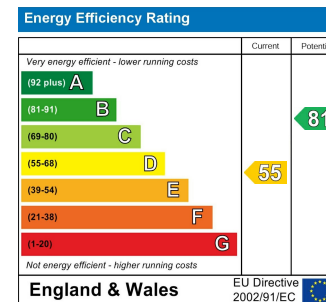 Energy Efficiency Rating
Current
Very energy efficient - lower running costs
(92 plus) A
(81-91) B
81
(69-80) C
(55-68) D
55
(39-54) E
(21-38) F
(1-20) G
Not energy efficient - higher running costs
England & Wales
EU Directive
2002/91/EC